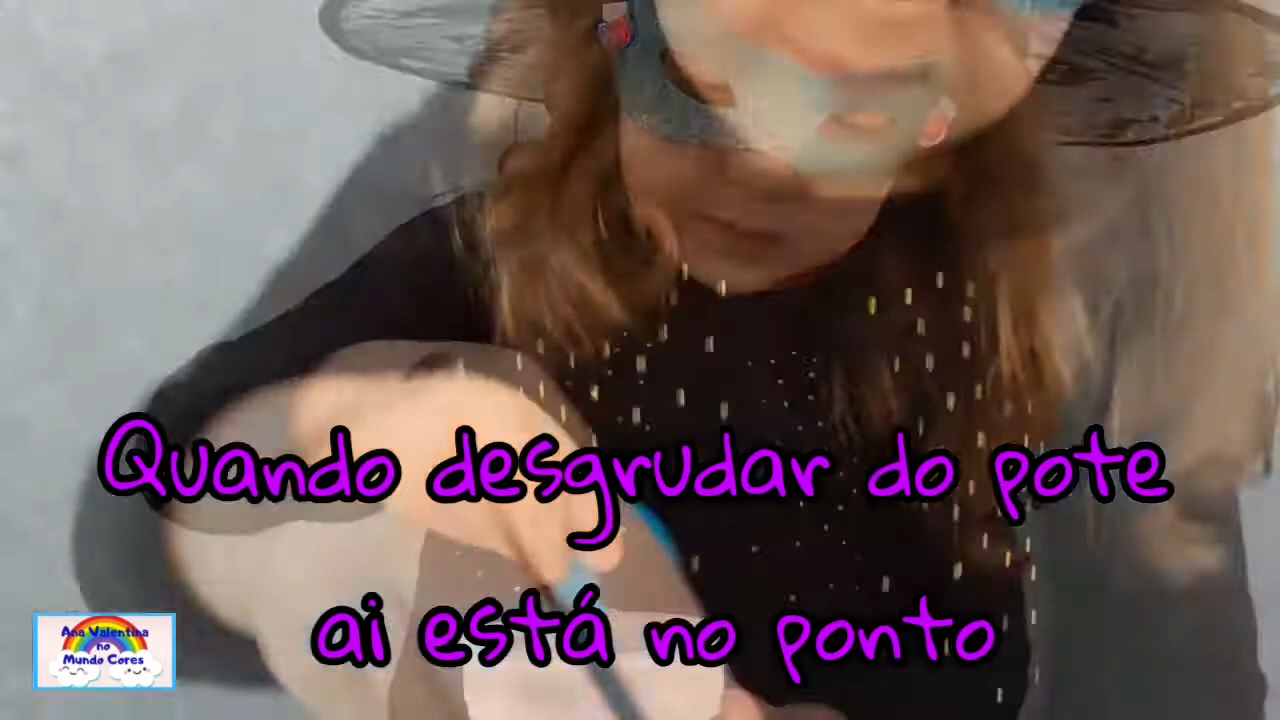 Quando desgrudar do pote
ai está no ponto
Ana Valentina
no
Mundo Cores